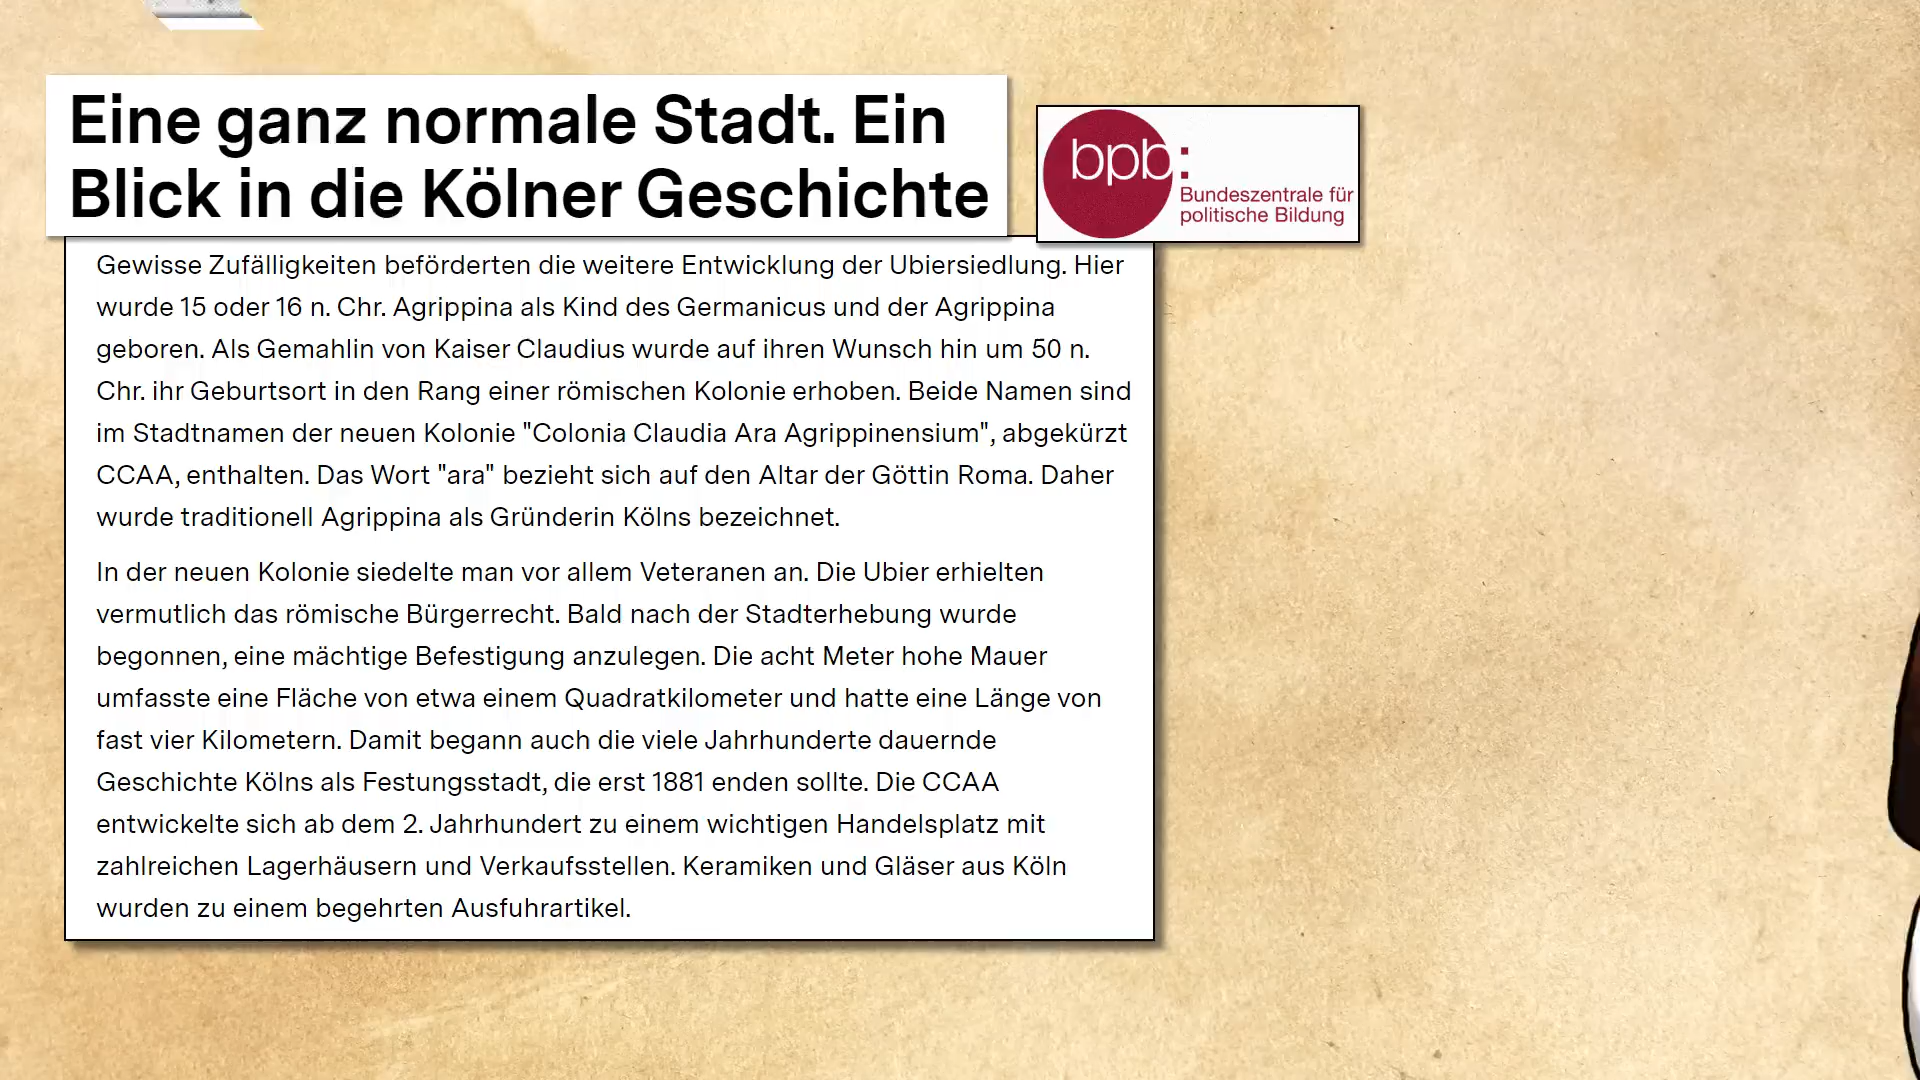 Eine ganz normale Stadt. Ein
Blick in die Kölner Geschichte
bpb:
Bundeszentrale für
politische Bildung
Gewisse Zufälligkeiten beförderten die weitere Entwicklung der Ubiersiedlung. Hier
wurde 15 oder 16 n. Chr. Agrippina als Kind des Germanicus und der Agrippina
geboren. Als Gemahlin von Kaiser Claudius wurde auf ihren Wunsch hin um 50 n.
Chr. ihr Geburtsort in den Rang einer römischen Kolonie erhoben. Beide Namen sind
im Stadtnamen der neuen Kolonie "Colonia Claudia Ara Agrippinensium", abgekürzt
CCAA, enthalten. Das Wort "ara" bezieht sich auf den Altar der Göttin Roma. Daher
wurde traditionell Agrippina als Gründerin Kölns bezeichnet.
In der neuen Kolonie siedelte man vor allem Veteranen an. Die Ubier erhielten
vermutlich das römische Bürgerrecht. Bald nach der Stadterhebung wurde
begonnen, eine mächtige Befestigung anzulegen. Die acht Meter hohe Mauer
umfasste eine Fläche von etwa einem Quadratkilometer und hatte eine Länge von
fast vier Kilometern. Damit begann auch die viele Jahrhunderte dauernde
Geschichte Kölns als Festungsstadt, die erst 1881 enden sollte. Die CCAA
entwickelte sich ab dem 2. Jahrhundert zu einem wichtigen Handelsplatz mit
zahlreichen Lagerhäusern und Verkaufsstellen. Keramiken und Gläser aus Köln
wurden zu einem begehrten Ausfuhrartikel.